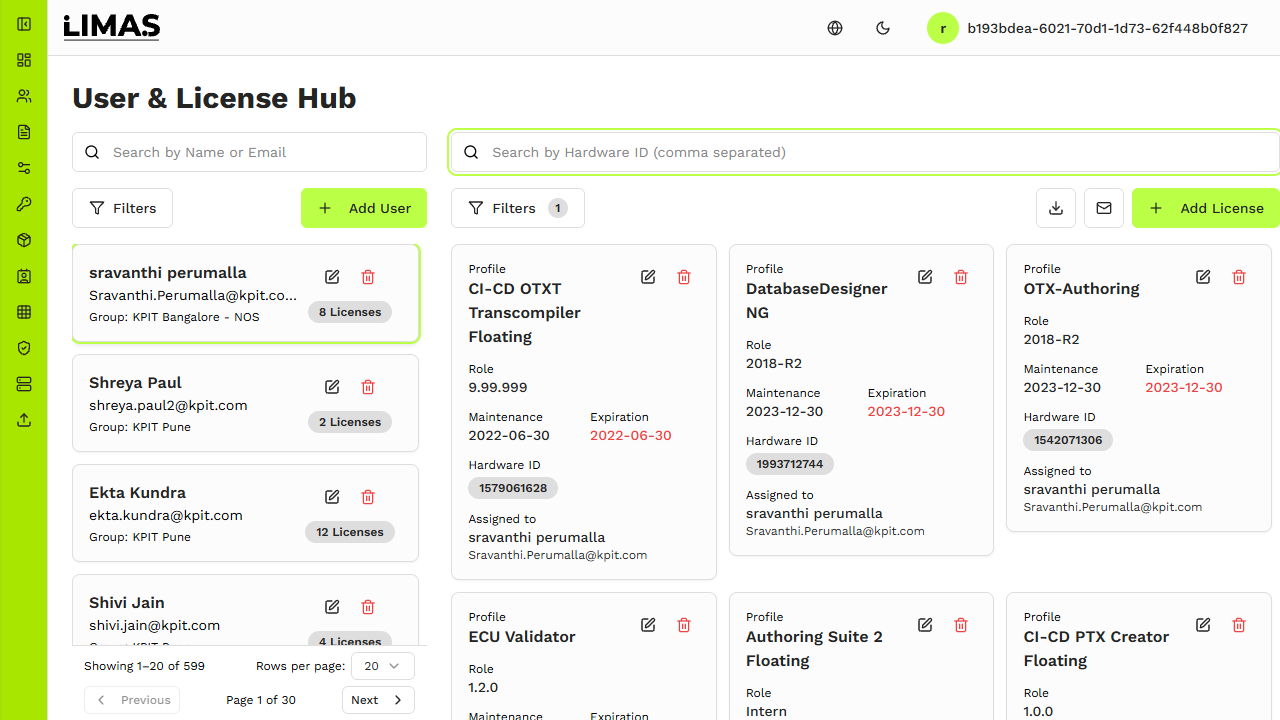 LIMAS
r b193bdea-6021-70d1-1d73-62f448b0f827
User & License Hub
Search by Name or Email
Filters
Add User
sravanthi perumalla
Sravanthi.Perumalla@kpit.co...
Group: KPIT Bangalore - NOS
8 Licenses
Shreya Paul
shreya.paul2@kpit.com
Group: KPIT Pune
2 Licenses
Ekta Kundra
ekta.kundra@kpit.com
Group: KPIT Pune
12 Licenses
Shivi Jain
shivi.jain@kpit.com
Group: KPIT Pune
4 Licenses
Showing 1–20 of 599
Rows per page: 20
Previous
Page 1 of 30
Next
Search by Hardware ID (comma separated)
Filters 1
Add License
Profile
CI-CD OTXT
Transcompiler
Floating
Role
9.99.999
Maintenance Expiration
2022-06-30 2022-06-30
Hardware ID
1579061628
Assigned to
sravanthi perumalla
Sravanthi.Perumalla@kpit.com
Profile
DatabaseDesigner
NG
Role
2018-R2
Maintenance Expiration
2023-12-30 2023-12-30
Hardware ID
1993712744
Assigned to
sravanthi perumalla
Sravanthi.Perumalla@kpit.com
Profile
OTX-Authoring
Role
2018-R2
Maintenance Expiration
2023-12-30 2023-12-30
Hardware ID
1542071306
Assigned to
sravanthi perumalla
Sravanthi.Perumalla@kpit.com
Profile
ECU Validator
Role
1.2.0
Maintenance Expiration
Profile
Authoring Suite 2
Floating
Role
Intern
Profile
CI-CD PTX Creator
Floating
Role
1.0.0